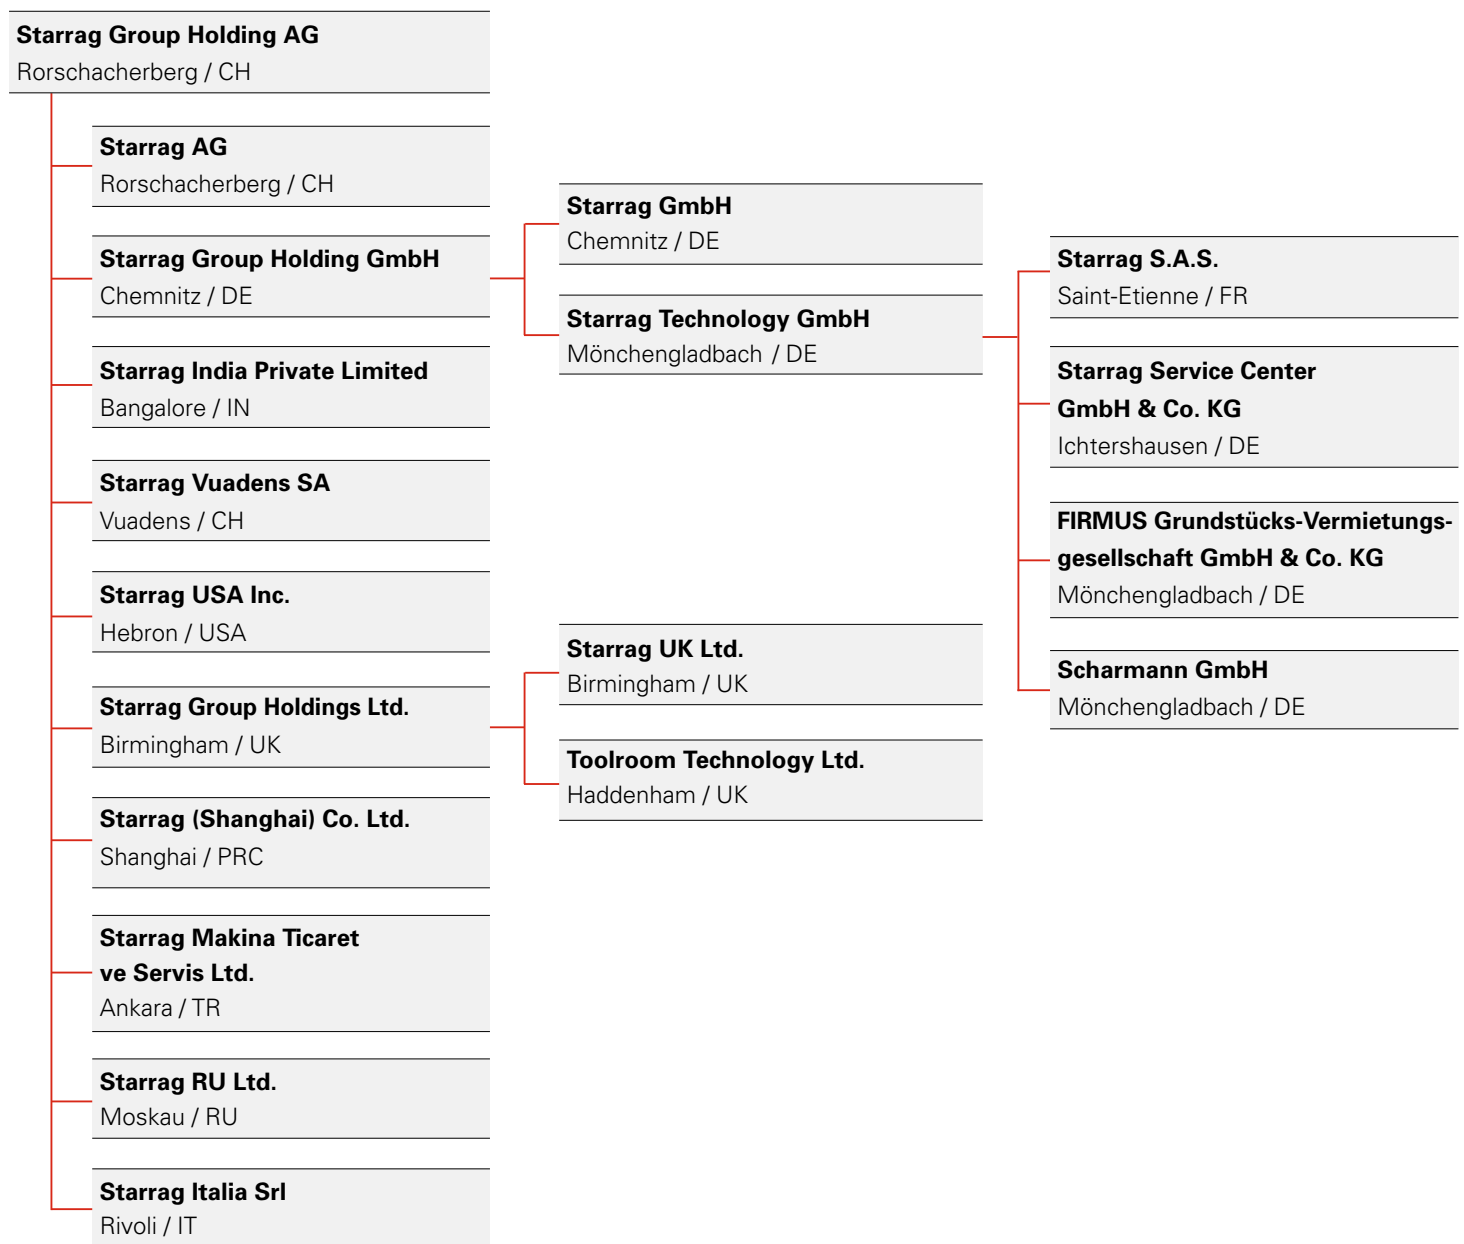 Starrag Group Holding AG
Rorschacherberg / CH
Starrag AG
Rorschacherberg / CH
Starrag Group Holding GmbH
Chemnitz / DE
Starrag India Private Limited
Bangalore / IN
Starrag Vuadens SA
Vuadens / CH
Starrag USA Inc.
Hebron / USA
Starrag Group Holdings Ltd.
Birmingham / UK
Starrag (Shanghai) Co. Ltd.
Shanghai / PRC
Starrag Makina Ticaret
ve Servis Ltd.
Ankara / TR
Starrag RU Ltd.
Moskau / RU
Starrag Italia Srl
Rivoli / IT
Starrag GmbH
Chemnitz / DE
Starrag Technology GmbH
Mönchengladbach / DE
Starrag UK Ltd.
Birmingham / UK
Toolroom Technology Ltd.
Haddenham / UK
Starrag S.A.S.
Saint-Etienne / FR
Starrag Service Center
GmbH & Co. KG
Ichtershausen / DE
FIRMUS Grundstücks-Vermietungs-
gesellschaft GmbH & Co. KG
Mönchengladbach / DE
Scharmann GmbH
Mönchengladbach / DE